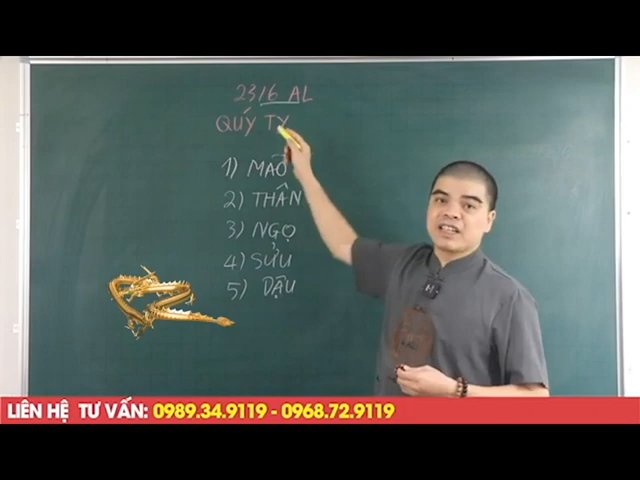 23/6 AL
QUÝ TỴ
1) MÃO
2) THÂN
3) NGỌ
4) SỬU
5) DẬU
LIÊN HỆ TƯ VẤN: 0989.34.9119 - 0968.72.9119